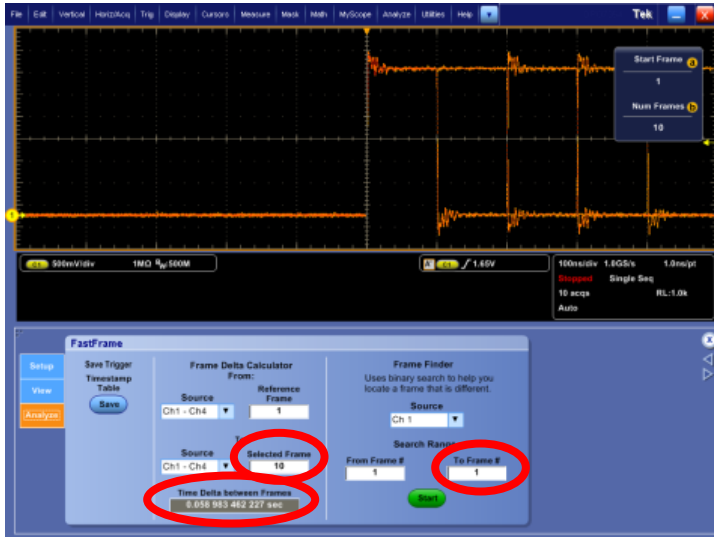 File Edit Vertical Horiz/Acq Trig Display Cursors Measure Mask Math MyScope Analyze Utilities Help Tek
Start Frame a
1
Num Frames b
10
1
C1 500mV/div 1MΩ BW:500M
A' C1 1.65V
100ns/div 1.0GS/s 1.0ns/pt
Stopped Single Seq
10 acqs RL:1.0k
Auto
FastFrame
Setup
View
Analyze
Save Trigger
Timestamp
Table
Save
Frame Delta Calculator
From:
Source
Reference
Frame
Ch1 - Ch4 1
Source Selected Frame
Ch1 - Ch4 10
Time Delta between Frames
0.058 983 462 227 sec
Frame Finder
Uses binary search to help you
locate a frame that is different.
Source
Ch 1
Search Range
From Frame # To Frame #
1 1
Start
X